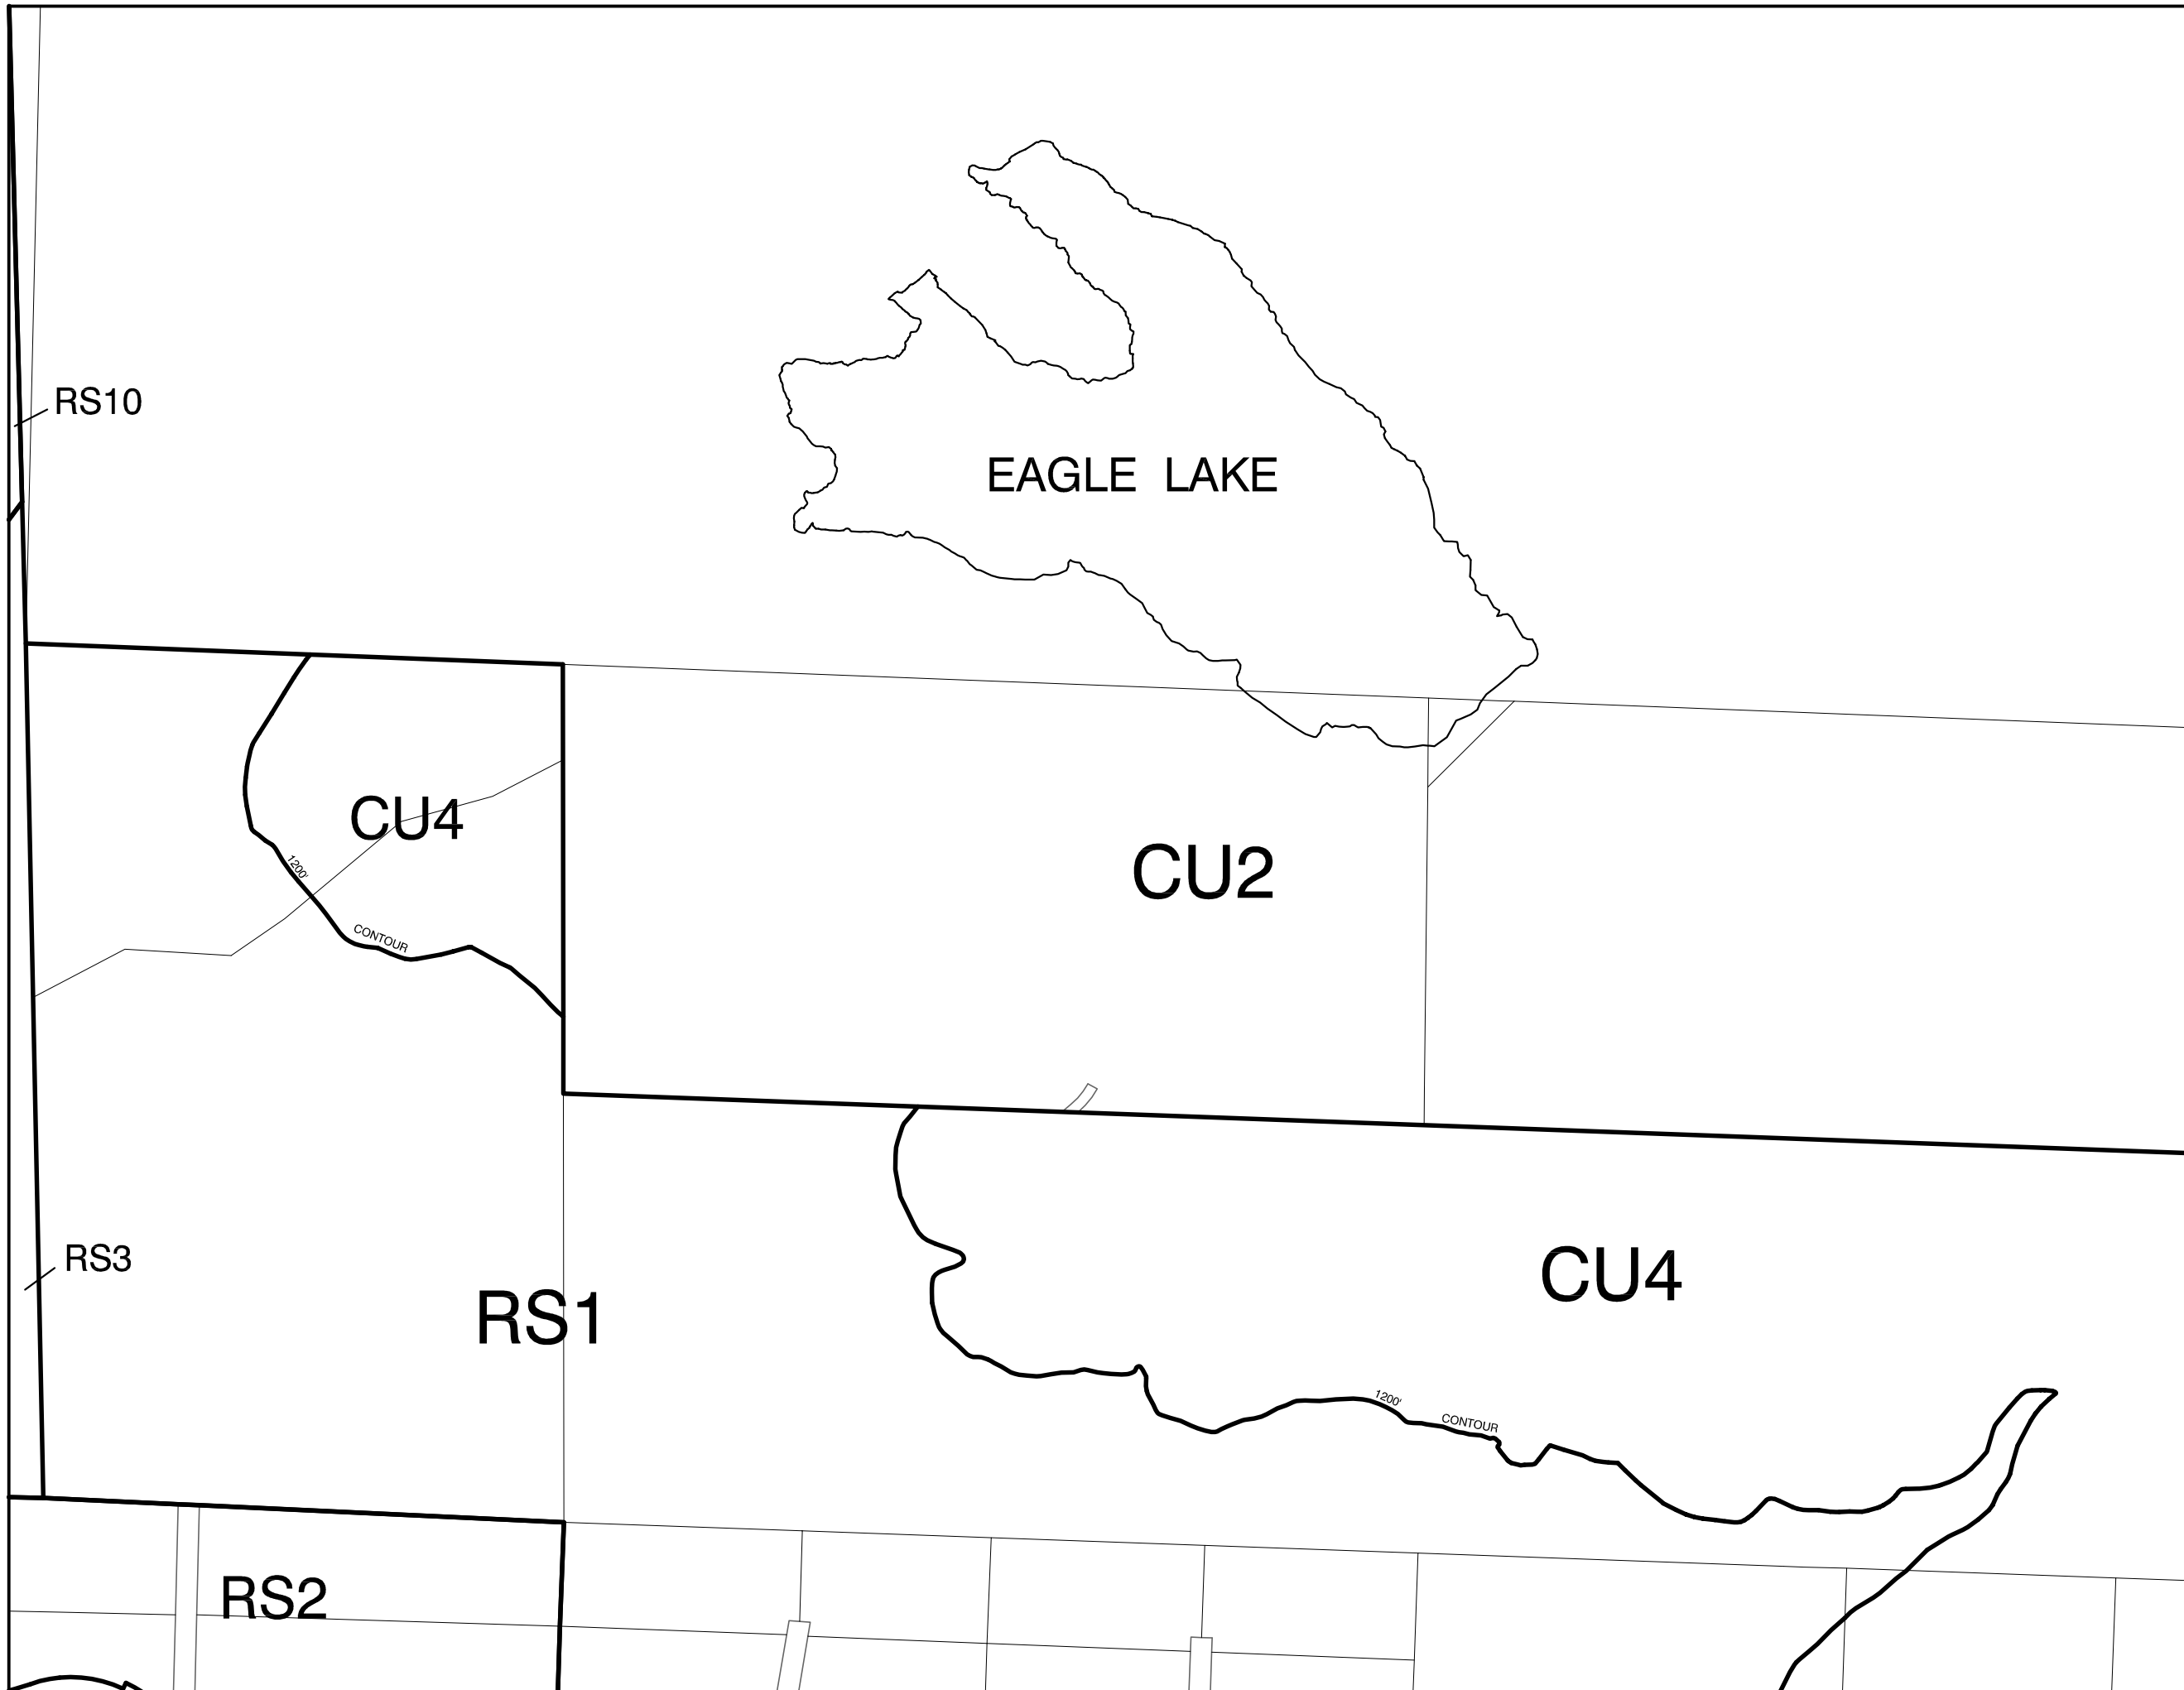 RS10
EAGLE LAKE
CU4
1200'
CONTOUR
CU2
RS3
RS1
CU4
1200'
CONTOUR
RS2